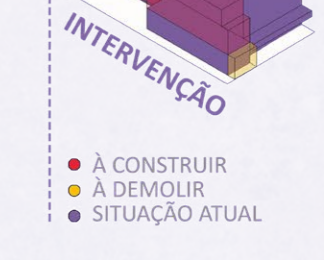 INTERVENÇÃO
À CONSTRUIR
À DEMOLIR
SITUAÇÃO ATUAL